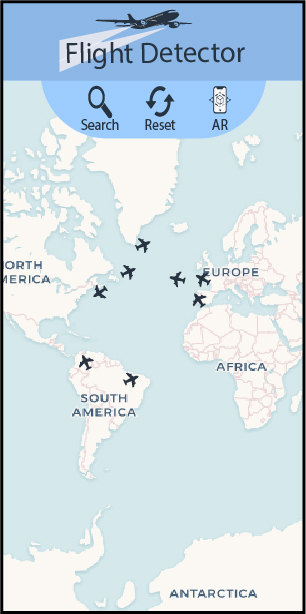 Flight Detector
Search Reset AR
ORTH
MERICA
EUROPE
AFRICA
SOUTH
AMERICA
ANTARCTICA